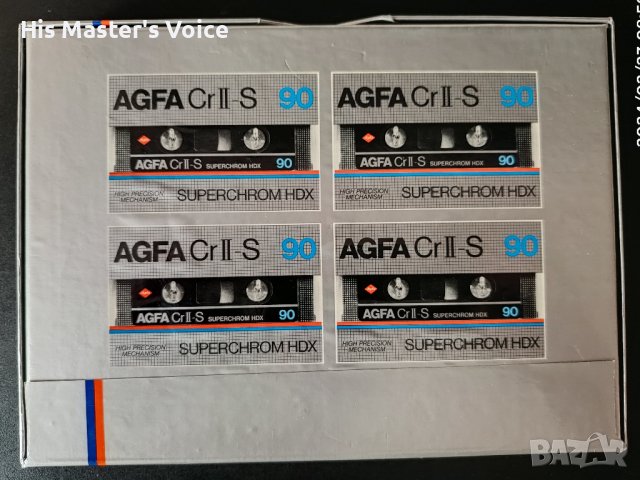 His Master's Voice
AGFA CrII-S 90
AGFA CrII-S SUPERCHROM HDX 90
HIGH PRECISION
MECHANISM
SUPERCHROM HDX
AGFA CrII-S 90
AGFA CrII-S SUPERCHROM HDX 90
HIGH PRECISION
MECHANISM
SUPERCHROM HDX
AGFA CrII-S 90
AGFA CrII-S SUPERCHROM HDX 90
HIGH PRECISION
MECHANISM
SUPERCHROM HDX
AGFA CrII-S 90
AGFA CrII-S SUPERCHROM HDX 90
HIGH PRECISION
MECHANISM
SUPERCHROM HDX
BAZAR